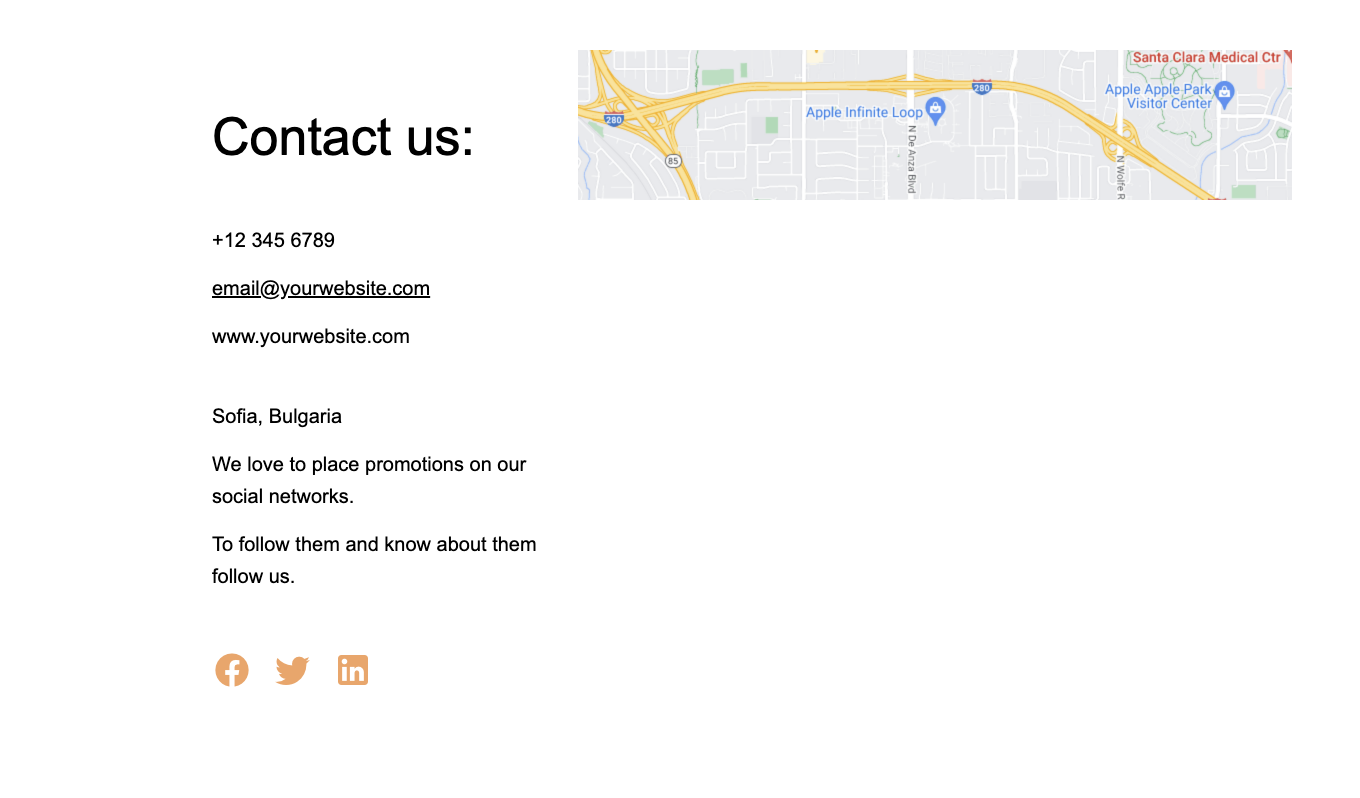 Contact us:
+12 345 6789
email@yourwebsite.com
www.yourwebsite.com
Sofia, Bulgaria
We love to place promotions on our
social networks.
To follow them and know about them
follow us.
Santa Clara Medical Ctr
280
Apple Apple Park
Visitor Center
Apple Infinite Loop
280
85
N De Anza Blvd
N Wolfe R